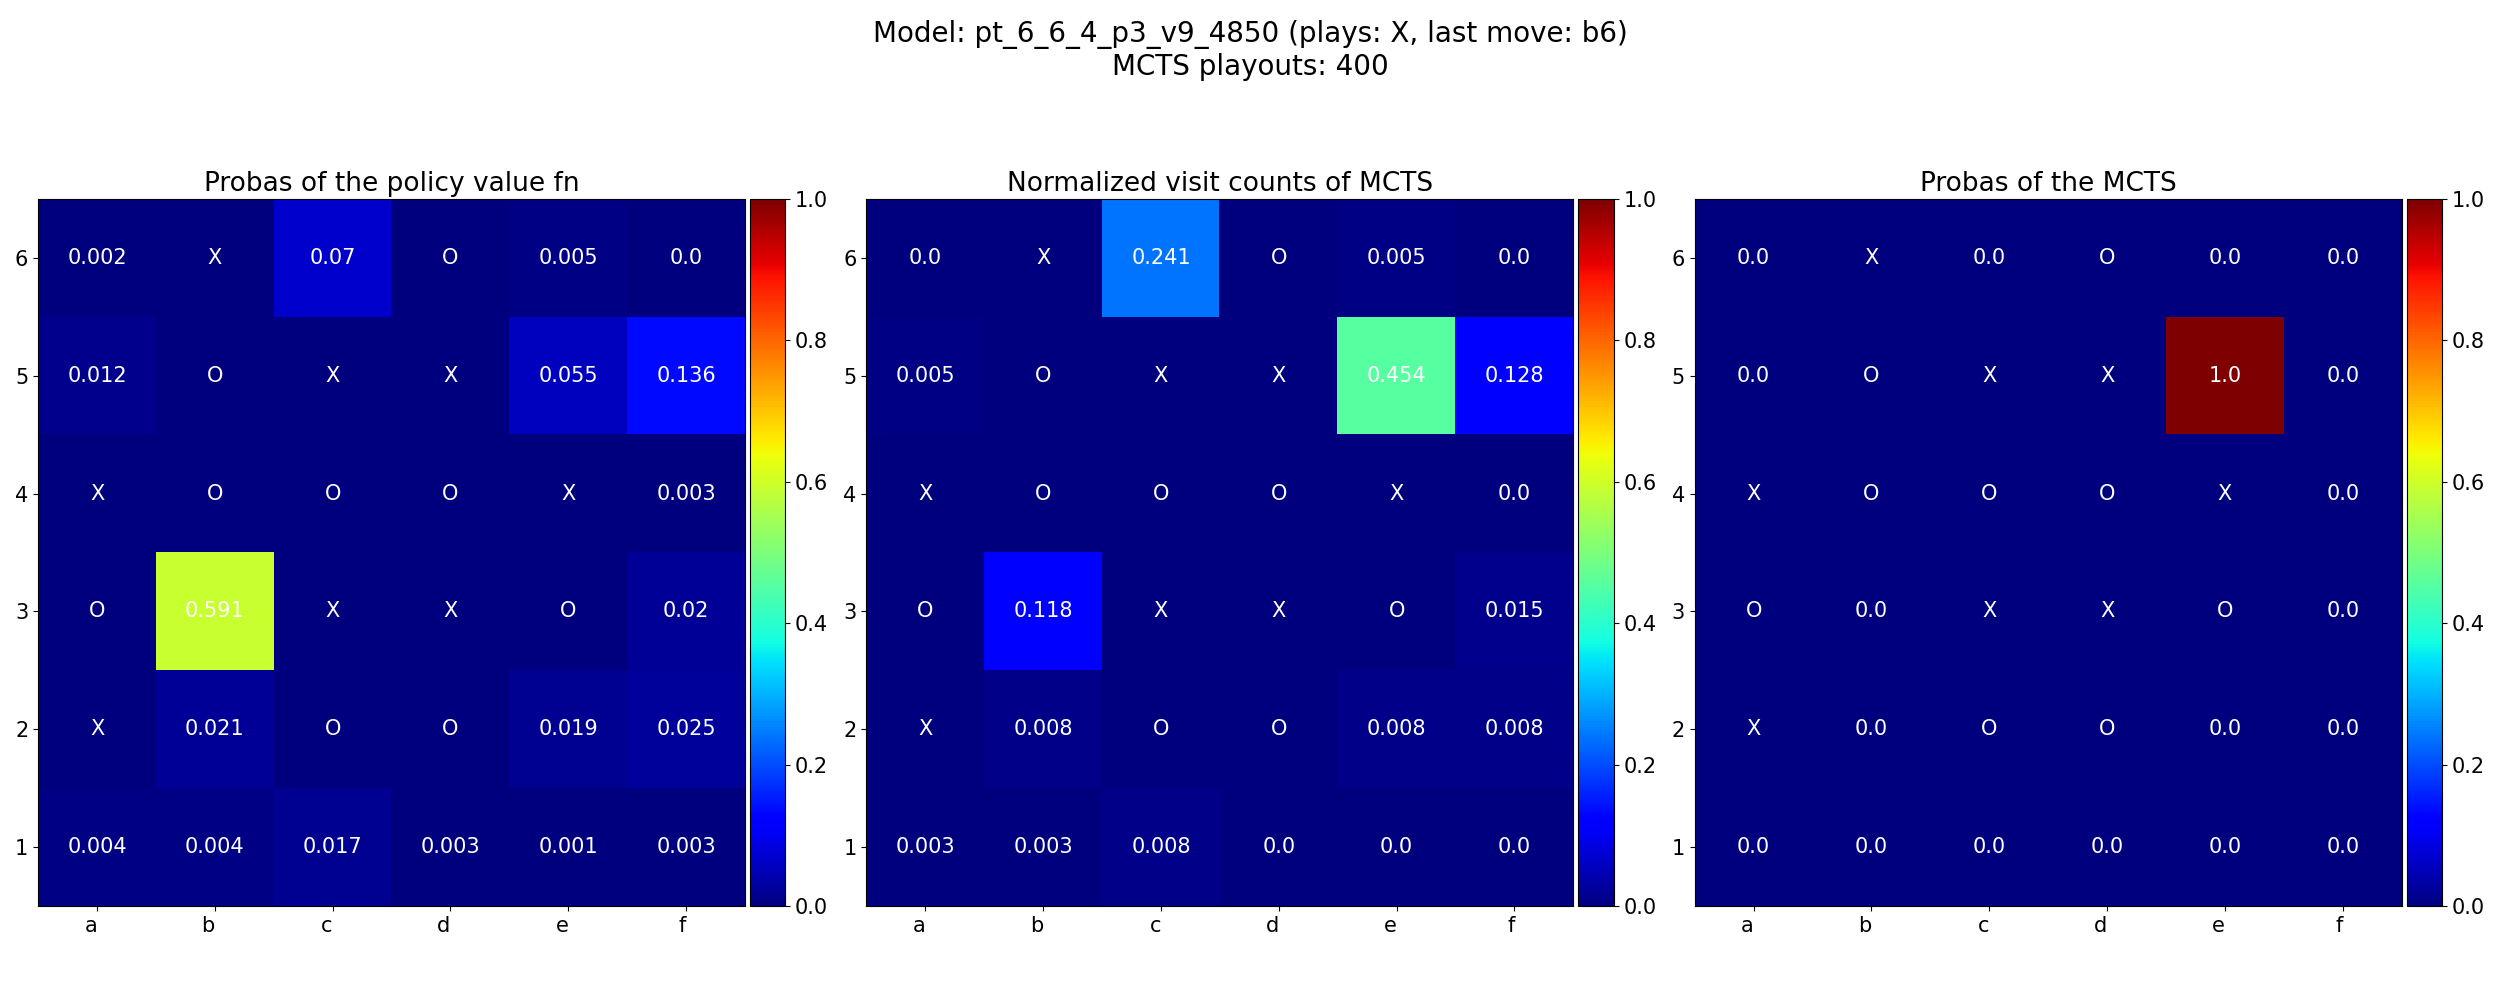 Model: pt_6_6_4_p3_v9_4850 (plays: X, last move: b6)
MCTS playouts: 400
Probas of the policy value fn
6 0.002 X 0.07 O 0.005 0.0
5 0.012 O X X 0.055 0.136
4 X O O O X 0.003
3 O 0.591 X X O 0.02
2 X 0.021 O O 0.019 0.025
1 0.004 0.004 0.017 0.003 0.001 0.003
a b c d e f
1.0
0.8
0.6
0.4
0.2
0.0
Normalized visit counts of MCTS
6 0.0 X 0.241 O 0.005 0.0
5 0.005 O X X 0.454 0.128
4 X O O O X 0.0
3 O 0.118 X X O 0.015
2 X 0.008 O O 0.008 0.008
1 0.003 0.003 0.008 0.0 0.0 0.0
a b c d e f
1.0
0.8
0.6
0.4
0.2
0.0
Probas of the MCTS
6 0.0 X 0.0 O 0.0 0.0
5 0.0 O X X 1.0 0.0
4 X O O O X 0.0
3 O 0.0 X X O 0.0
2 X 0.0 O O 0.0 0.0
1 0.0 0.0 0.0 0.0 0.0 0.0
a b c d e f
1.0
0.8
0.6
0.4
0.2
0.0